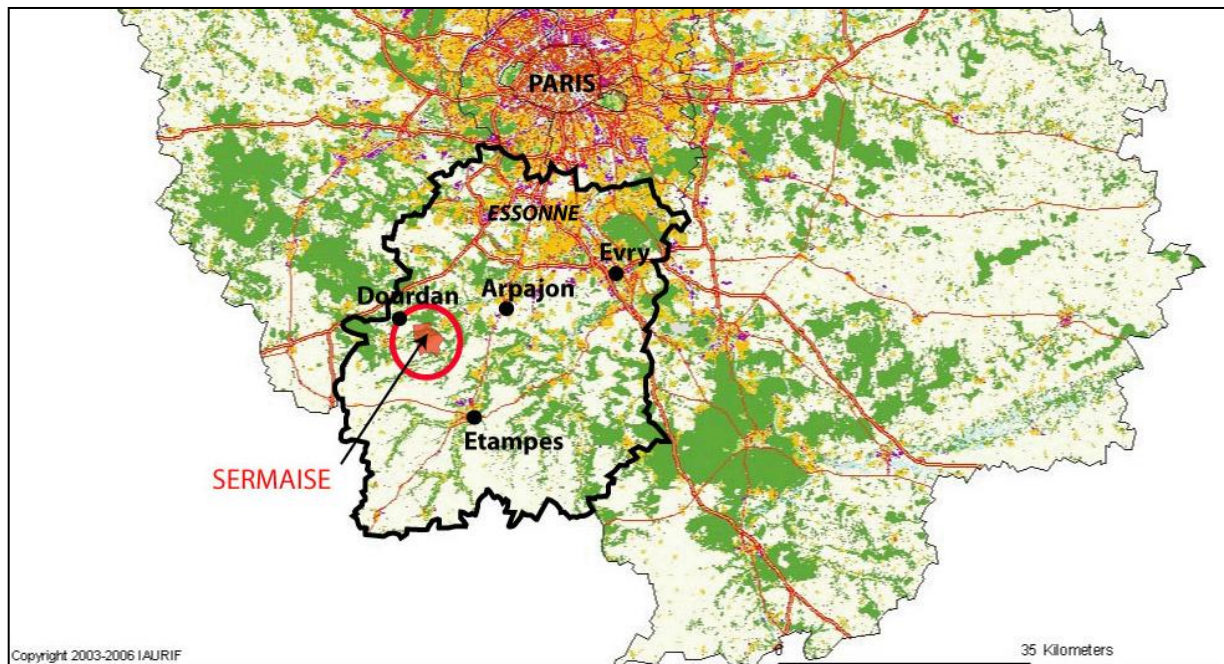 PARIS
ESSONNE
Evry
Dourdan
Arpajon
Etampes
SERMAISE
0 35 Kilometers
Copyright 2003-2006 IAURIF